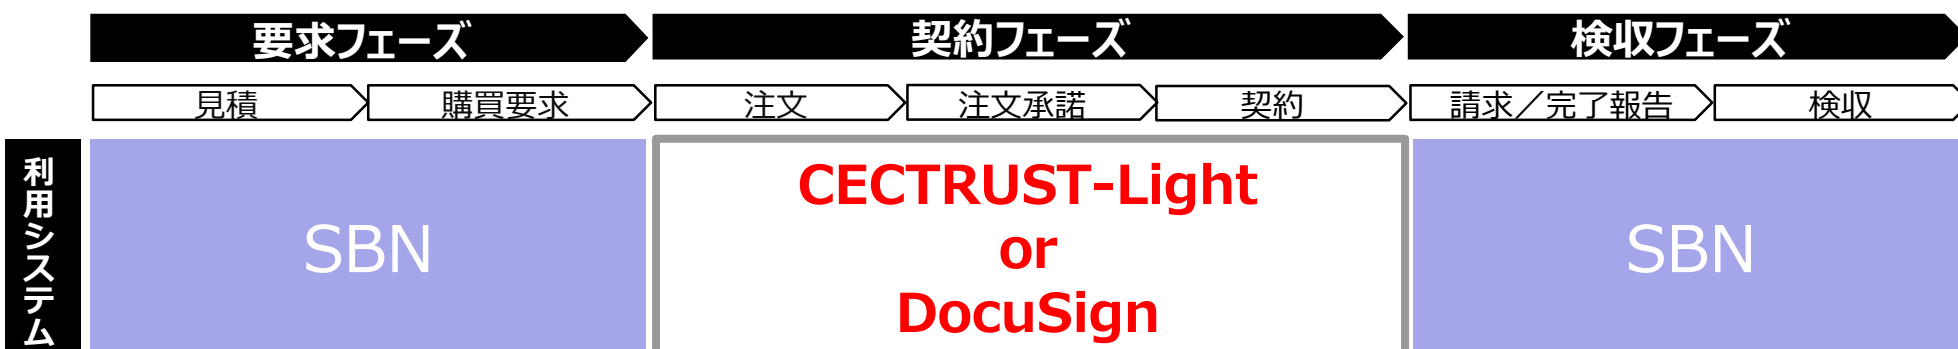 要求フェーズ
契約フェーズ
検収フェーズ
見積
購買要求
注文
注文承諾
契約
請求／完了報告
検収
利用システム
SBN
CECTRUST-Light
or
DocuSign
SBN